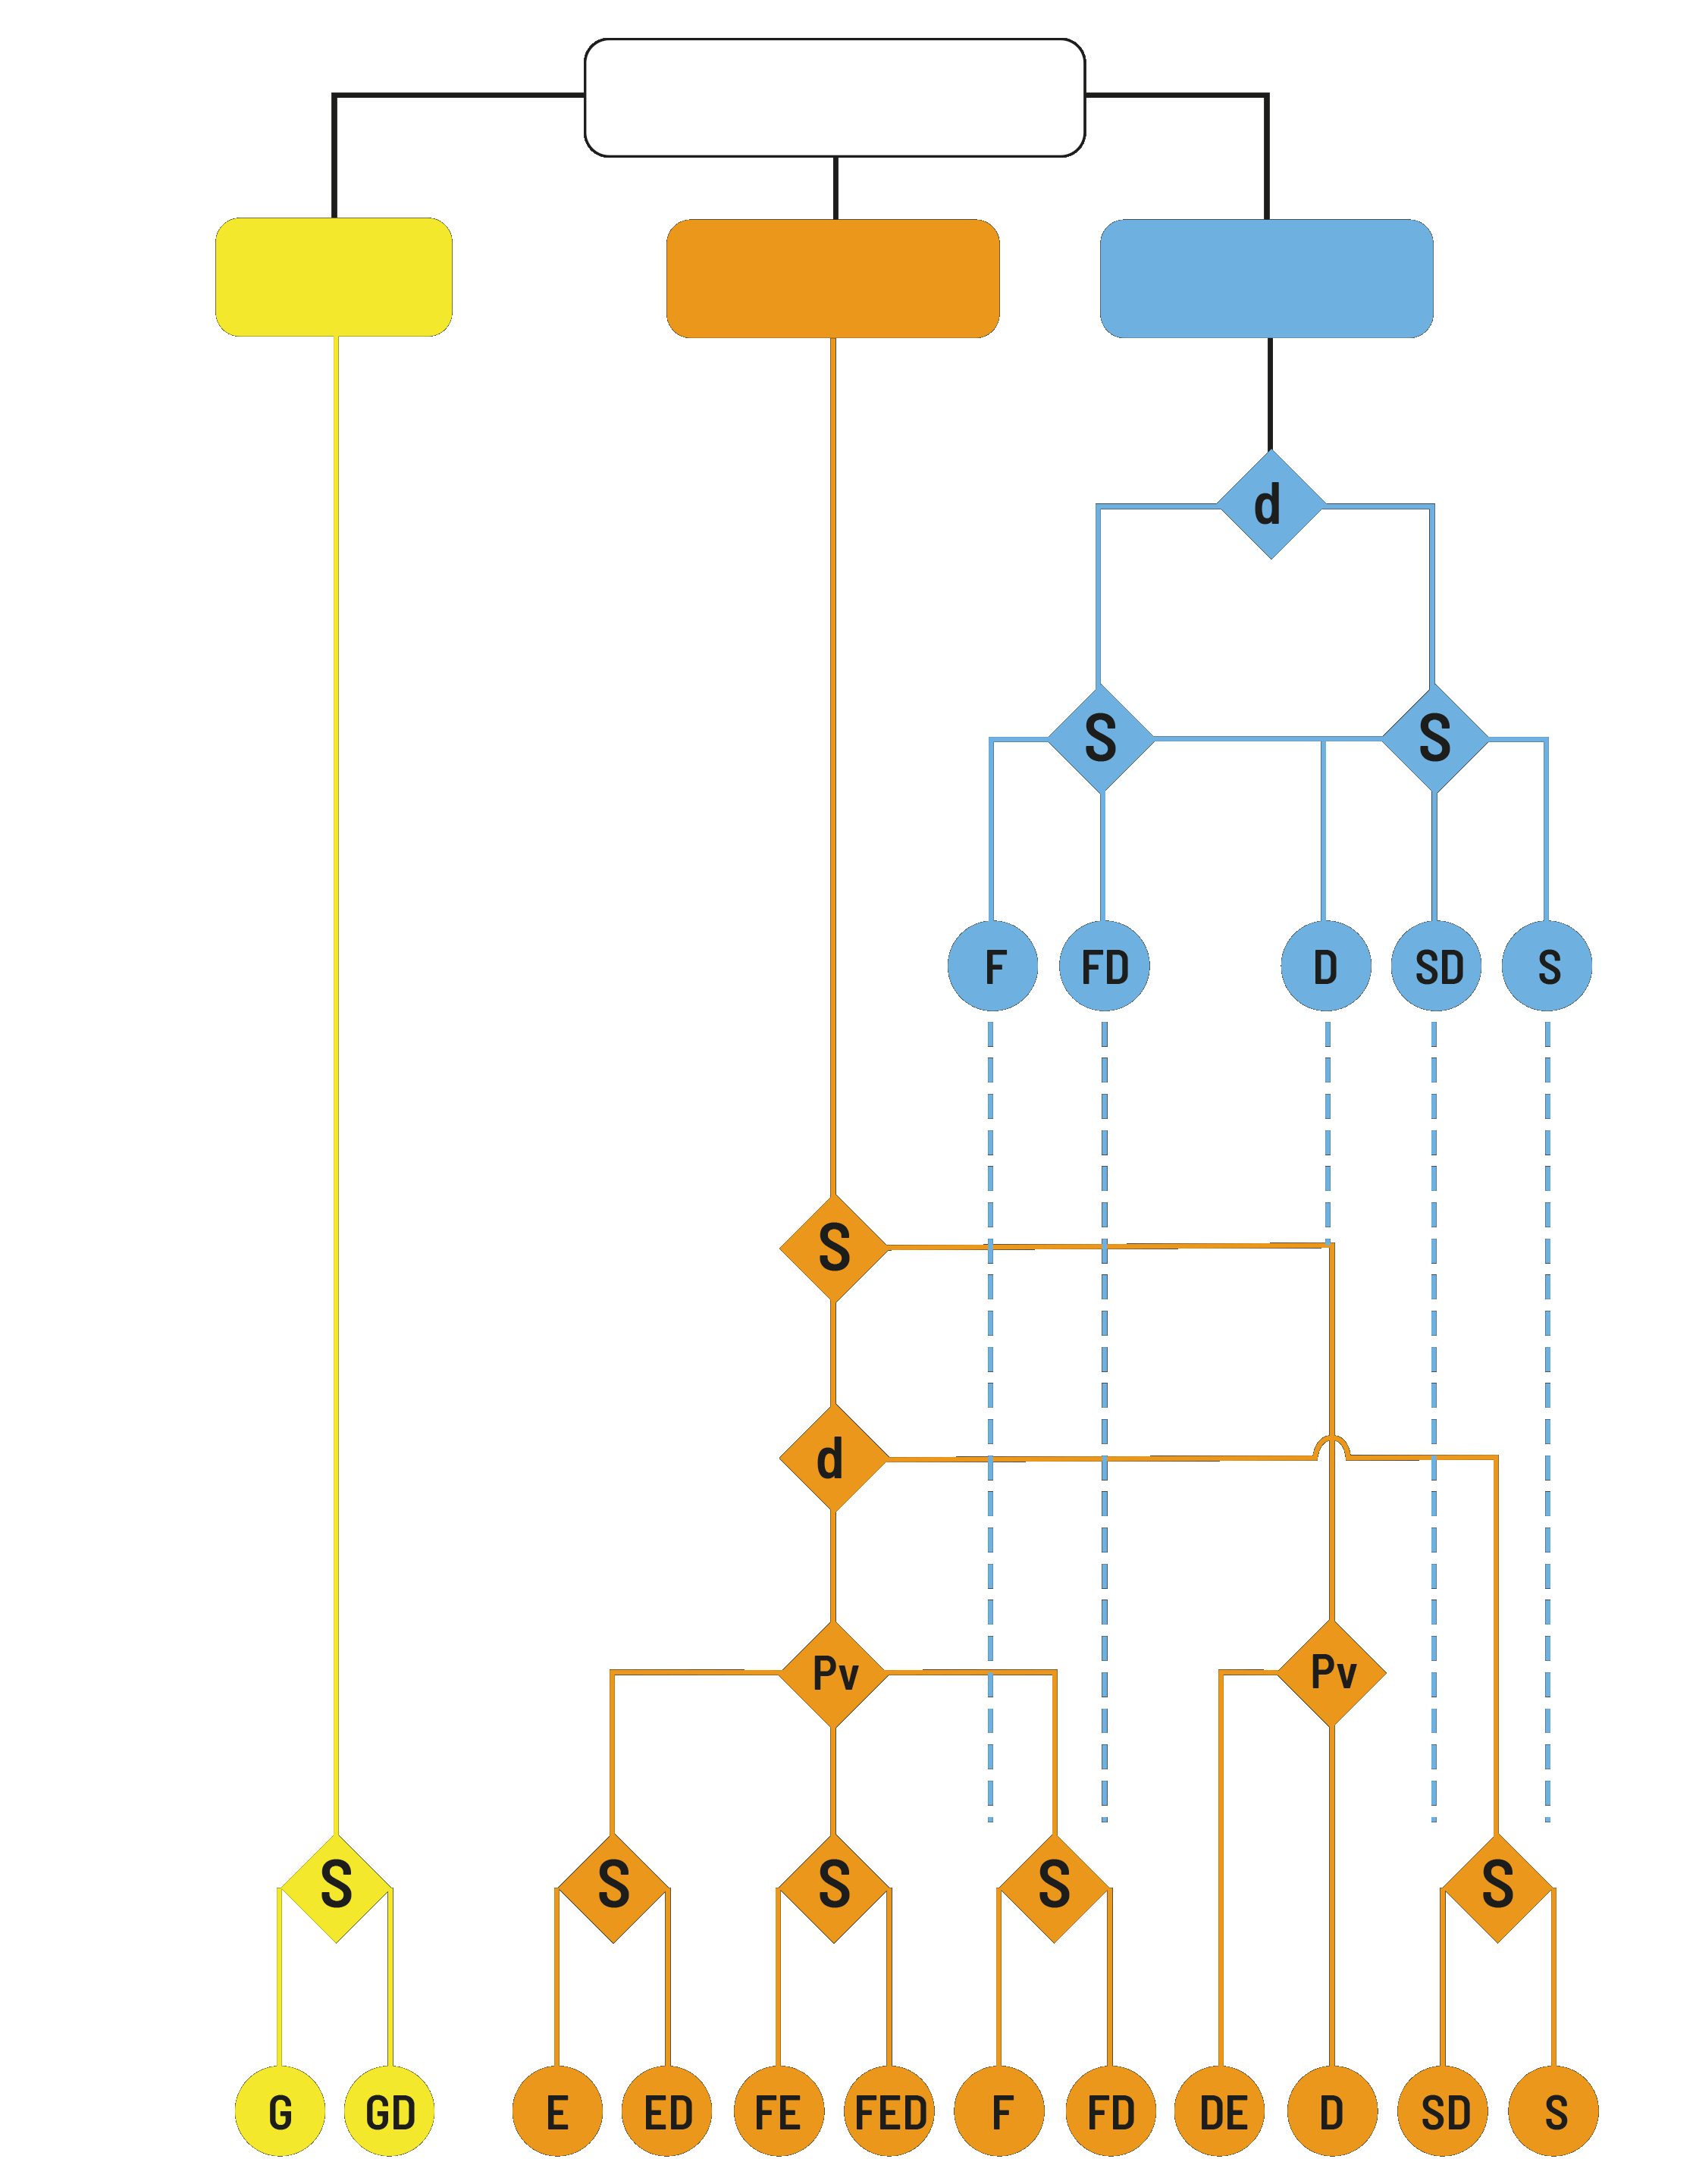 d
S S
F FD D SD S
S
d
Pv Pv
S S S S S
G GD E ED FE FED F FD DE D SD S